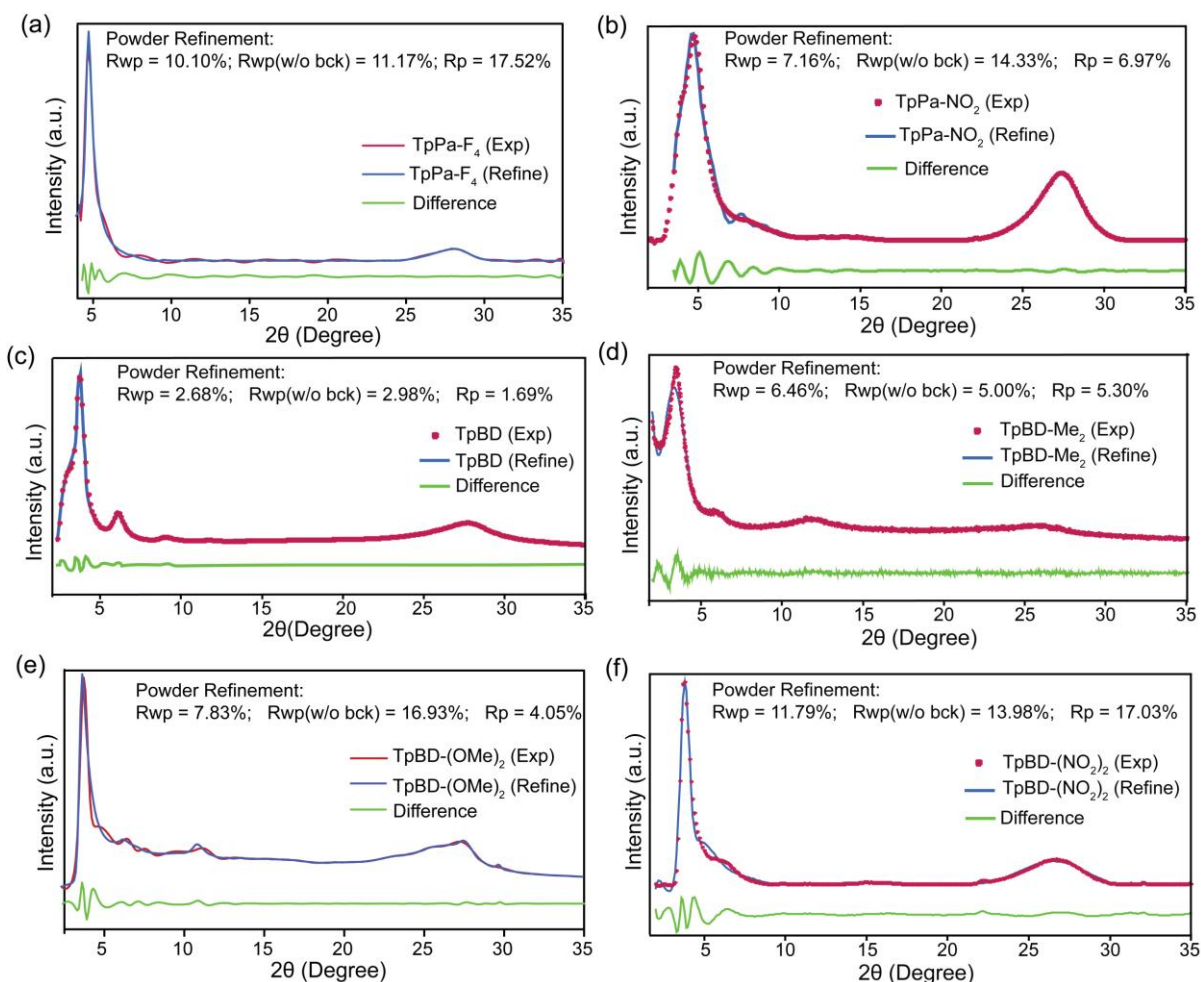 (a)
Powder Refinement:
Rwp = 10.10%; Rwp(w/o bck) = 11.17%; Rp = 17.52%
TpPa-F₄ (Exp)
TpPa-F₄ (Refine)
Difference
Intensity (a.u.)
5 10 15 20 25 30 35
2θ (Degree)
(b)
Powder Refinement:
Rwp = 7.16%; Rwp(w/o bck) = 14.33%; Rp = 6.97%
TpPa-NO₂ (Exp)
TpPa-NO₂ (Refine)
Difference
Intensity (a.u.)
5 10 15 20 25 30 35
2θ (Degree)
(c)
Powder Refinement:
Rwp = 2.68%; Rwp(w/o bck) = 2.98%; Rp = 1.69%
TpBD (Exp)
TpBD (Refine)
Difference
Intensity (a.u.)
5 10 15 20 25 30 35
2θ(Degree)
(d)
Powder Refinement:
Rwp = 6.46%; Rwp(w/o bck) = 5.00%; Rp = 5.30%
TpBD-Me₂ (Exp)
TpBD-Me₂ (Refine)
Difference
Intensity (a.u.)
5 10 15 20 25 30 35
2θ (Degree)
(e)
Powder Refinement:
Rwp = 7.83%; Rwp(w/o bck) = 16.93%; Rp = 4.05%
TpBD-(OMe)₂ (Exp)
TpBD-(OMe)₂ (Refine)
Difference
Intensity (a.u.)
5 10 15 20 25 30 35
2θ (Degree)
(f)
Powder Refinement:
Rwp = 11.79%; Rwp(w/o bck) = 13.98%; Rp = 17.03%
TpBD-(NO₂)₂ (Exp)
TpBD-(NO₂)₂ (Refine)
Difference
Intensity (a.u.)
5 10 15 20 25 30 35
2θ (Degree)